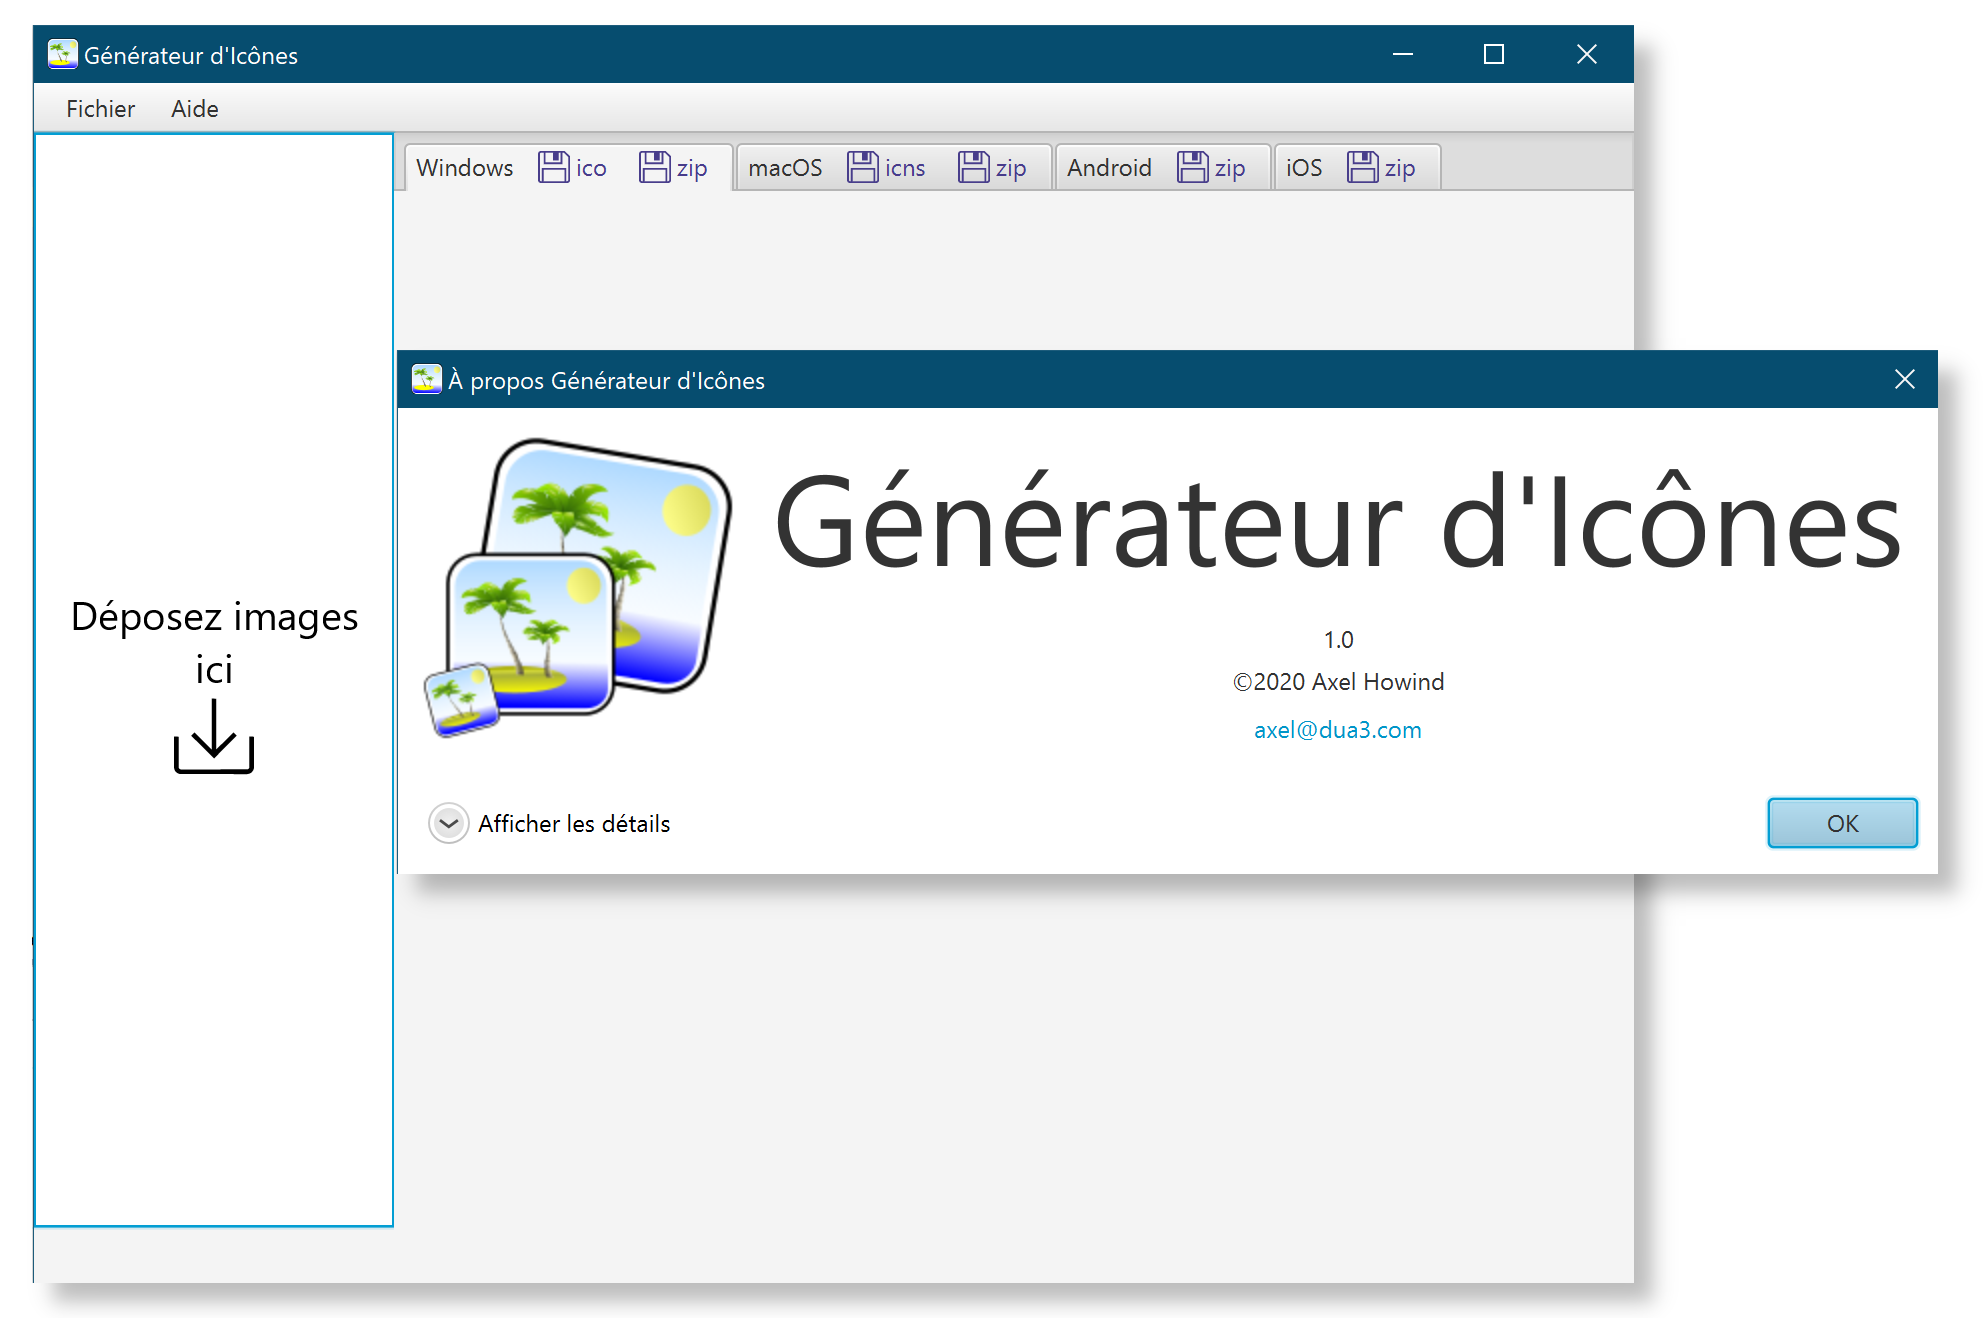 Générateur d'Icônes
Fichier Aide
Windows ico zip macOS icns zip Android zip iOS zip
Déposez images
ici
À propos Générateur d'Icônes
Générateur d'Icônes
1.0
©2020 Axel Howind
axel@dua3.com
Afficher les détails
OK